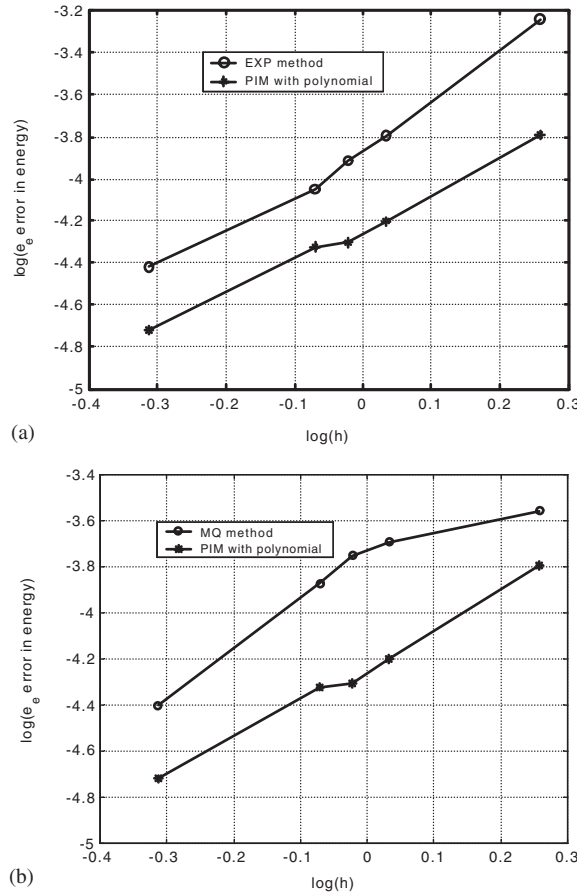 -3.2
-3.4
-3.6
-3.8
-4
-4.2
-4.4
-4.6
-4.8
-5
log(e_e error in energy)
EXP method
PIM with polynomial
-0.4 -0.3 -0.2 -0.1 0 0.1 0.2 0.3
log(h)
(a)
-3.4
-3.6
-3.8
-4
-4.2
-4.4
-4.6
-4.8
-5
log(e_e error in energy)
MQ method
PIM with polynomial
-0.4 -0.3 -0.2 -0.1 0 0.1 0.2 0.3
log(h)
(b)